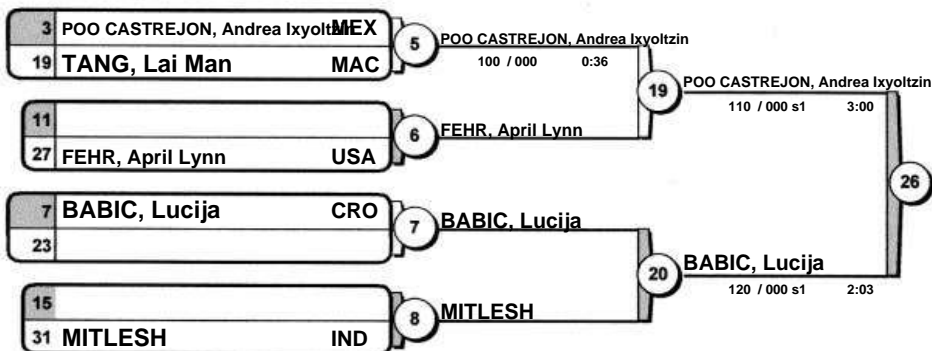 3 POO CASTREJON, Andrea Ixyoltzin MEX
19 TANG, Lai Man MAC
5
POO CASTREJON, Andrea Ixyoltzin
100 / 000 0:36
11
27 FEHR, April Lynn USA
6
FEHR, April Lynn
19
POO CASTREJON, Andrea Ixyoltzin
110 / 000 s1 3:00
7 BABIC, Lucija CRO
23
7
BABIC, Lucija
15
31 MITLESH IND
8
MITLESH
20
BABIC, Lucija
120 / 000 s1 2:03
26